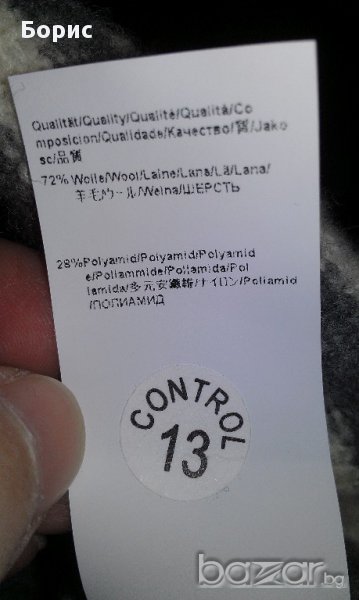 Борис
Qualität/Quality/Qualité/Qualità/Co
mposicion/Qualidade/Качество/質/Jako
sc/品質
72% Wolle/Wool/Laine/Lana/Lã/Lana/
羊毛/ウール/Welna/ШЕРСТЬ
28%Polyamid/Polyamid/Polyamid
e/Poliammide/Poliamida/Pol
iamida/多元安纖維/ナイロン/Poliamid
/ПОЛИАМИД
CONTROL
13
bazar.bg